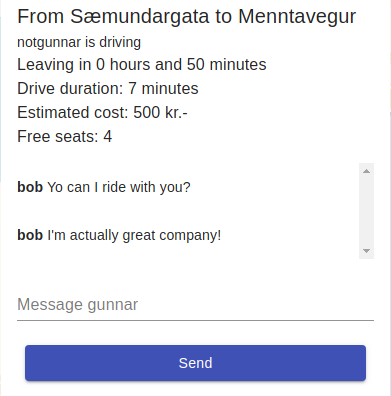 From Sæmundargata to Menntavegur
notgunnar is driving
Leaving in 0 hours and 50 minutes
Drive duration: 7 minutes
Estimated cost: 500 kr.-
Free seats: 4
bob Yo can I ride with you?
bob I'm actually great company!
Message gunnar
Send